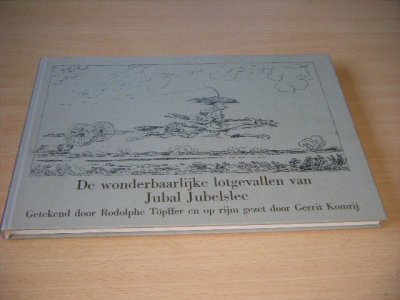 De wonderbaarlijke lotgevallen van
Jubal Jubelslee
Getekend door Rodolphe Töpffer en op rijm gezet door Gerrit Komrij